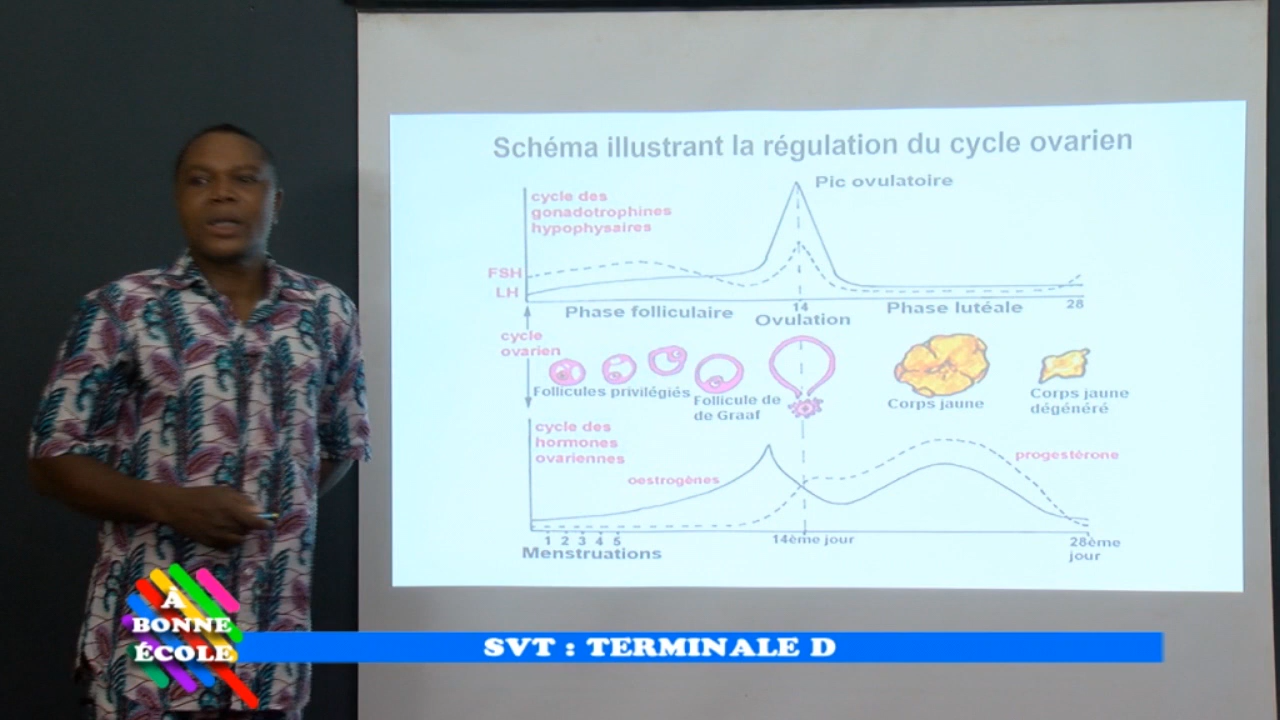 Schéma illustrant la régulation du cycle ovarien
Pic ovulatoire
cycle des
gonadotrophines
hypophysaires
FSH
LH
14
28
Phase folliculaire
Ovulation
Phase lutéale
cycle
ovarien
Follicules privilégiés
Follicule de
de Graaf
Corps jaune
Corps jaune
dégénéré
cycle des
hormones
ovariennes
oestrogènes
progestérone
1 2 3 4 5
Menstruations
14ème jour
28ème
jour
À
BONNE
ÉCOLE
SVT : TERMINALE D